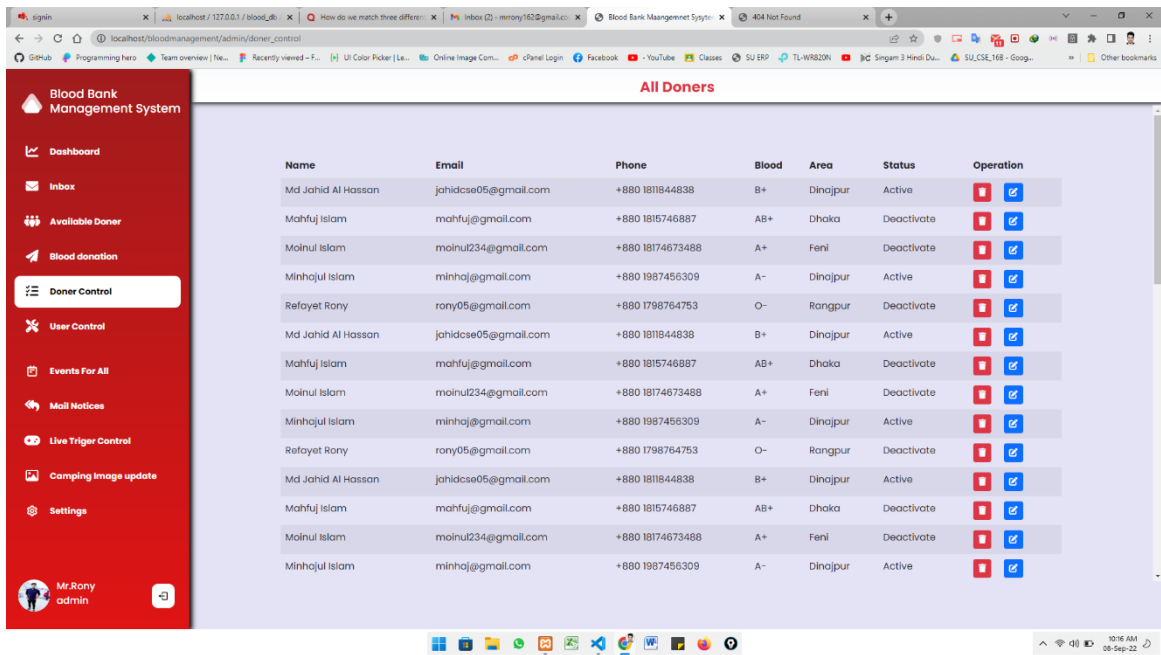 signin
localhost / 127.0.0.1 / blood_db
How do we match three different
Inbox (2) - mrrony162@gmail.co
Blood Bank Maangemnet Sysyte
404 Not Found
localhost/bloodmanagement/admin/doner_control
GitHub
Programming hero
Team overview | Ne...
Recently viewed – F...
UI Color Picker | Le...
Online Image Com...
cPanel Login
Facebook
- YouTube
Classes
SU ERP
TL-WR820N
Singam 3 Hindi Du...
SU_CSE_16B - Goog...
»
Other bookmarks
Blood Bank
Management System
All Doners
Dashboard
Inbox
Available Doner
Blood donation
Doner Control
User Control
Events For All
Mail Notices
Live Triger Control
Camping Image update
Settings
Mr.Rony
admin
Name Email Phone Blood Area Status Operation
Md Jahid Al Hassan jahidcse05@gmail.com +880 1811844838 B+ Dinajpur Active
Mahfuj Islam mahfuj@gmail.com +880 1815746887 AB+ Dhaka Deactivate
Moinul Islam moinul234@gmail.com +880 18174673488 A+ Feni Deactivate
Minhajul Islam minhaj@gmail.com +880 1987456309 A- Dinajpur Active
Refayet Rony rony05@gmail.com +880 1798764753 O- Rangpur Deactivate
Md Jahid Al Hassan jahidcse05@gmail.com +880 1811844838 B+ Dinajpur Active
Mahfuj Islam mahfuj@gmail.com +880 1815746887 AB+ Dhaka Deactivate
Moinul Islam moinul234@gmail.com +880 18174673488 A+ Feni Deactivate
Minhajul Islam minhaj@gmail.com +880 1987456309 A- Dinajpur Active
Refayet Rony rony05@gmail.com +880 1798764753 O- Rangpur Deactivate
Md Jahid Al Hassan jahidcse05@gmail.com +880 1811844838 B+ Dinajpur Active
Mahfuj Islam mahfuj@gmail.com +880 1815746887 AB+ Dhaka Deactivate
Moinul Islam moinul234@gmail.com +880 18174673488 A+ Feni Deactivate
Minhajul Islam minhaj@gmail.com +880 1987456309 A- Dinajpur Active
10:16 AM
08-Sep-22